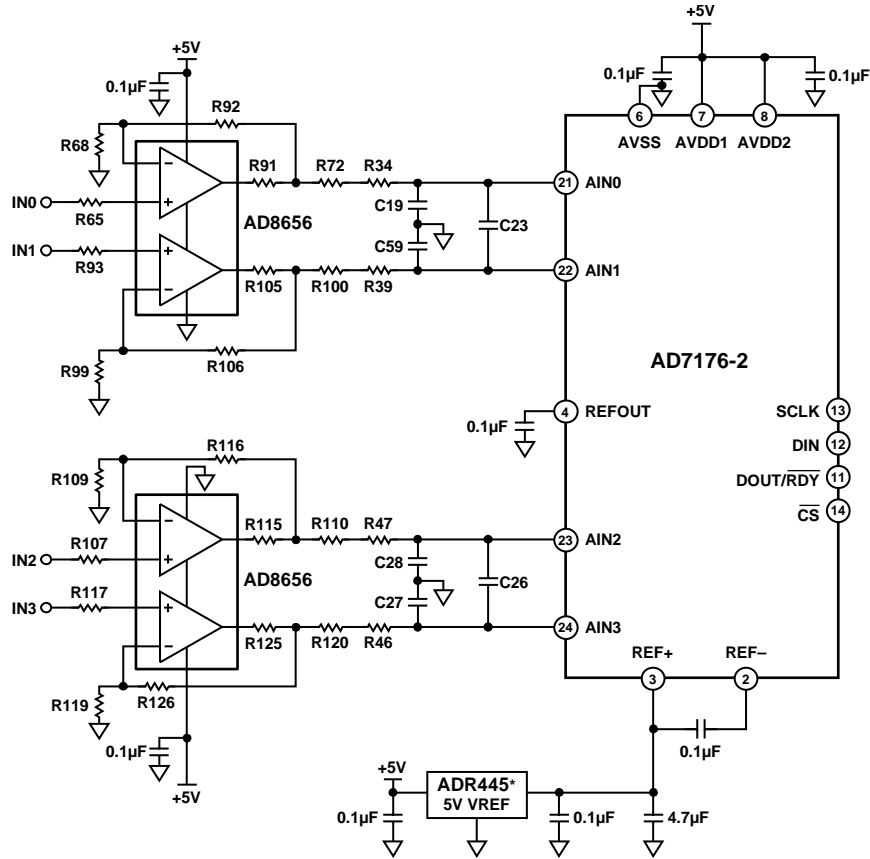 +5V
0.1µF
R92
R68
R91
R72
R34
IN0
R65
AD8656
C19
C23
IN1
R93
C59
R105
R100
R39
R99
R106
+5V
0.1µF
0.1µF
6
7
8
AVSS
AVDD1
AVDD2
21
AIN0
22
AIN1
AD7176-2
4
REFOUT
0.1µF
SCLK
13
DIN
12
DOUT/RDY
11
CS
14
R116
R109
R115
R110
R47
23
AIN2
IN2
R107
AD8656
C28
C26
IN3
R117
C27
R125
R120
R46
24
AIN3
R119
R126
0.1µF
+5V
REF+
REF–
3
2
0.1µF
+5V
ADR445*
5V VREF
0.1µF
0.1µF
4.7µF